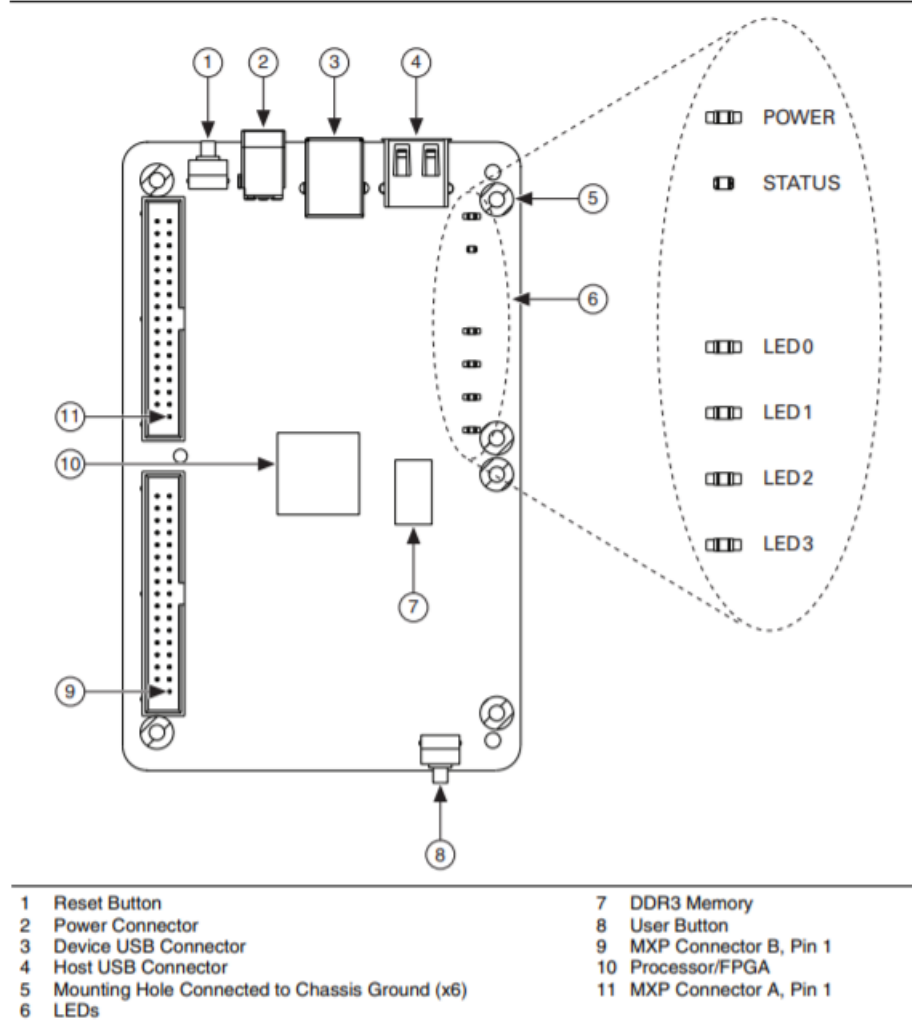 1
2
3
4
POWER
STATUS
5
6
LED0
LED1
11
10
LED2
LED3
7
9
8
1 Reset Button
2 Power Connector
3 Device USB Connector
4 Host USB Connector
5 Mounting Hole Connected to Chassis Ground (x6)
6 LEDs
7 DDR3 Memory
8 User Button
9 MXP Connector B, Pin 1
10 Processor/FPGA
11 MXP Connector A, Pin 1